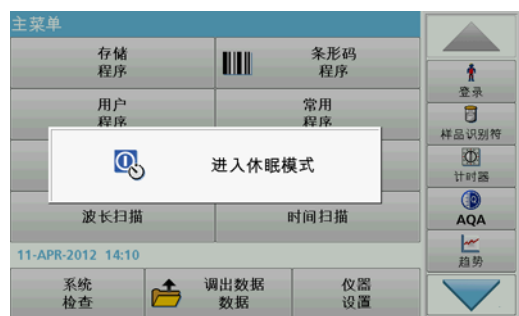 主菜单
存储 条形码
程序 程序
用户 常用
程序 程序
进入休眠模式
波长扫描 时间扫描
11-APR-2012 14:10
系统 调出数据 仪器
检查 数据 设置
登录
样品识别符
计时器
AQA
趋势